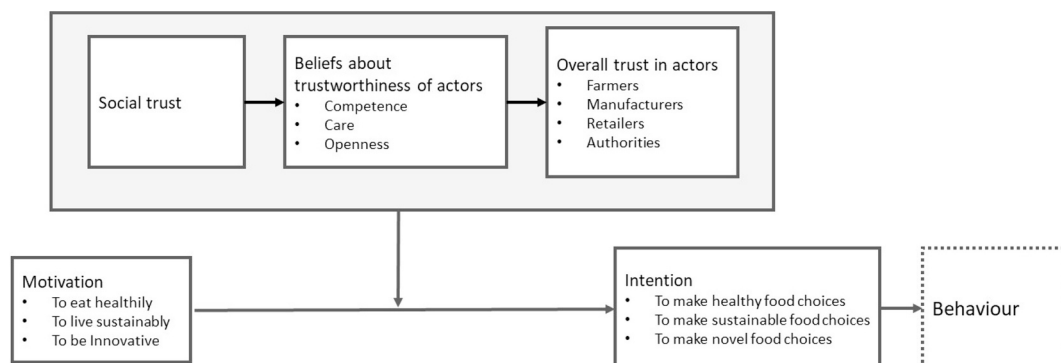 Social trust
Beliefs about
trustworthiness of actors
• Competence
• Care
• Openness
Overall trust in actors
• Farmers
• Manufacturers
• Retailers
• Authorities
Motivation
• To eat healthily
• To live sustainably
• To be Innovative
Intention
• To make healthy food choices
• To make sustainable food choices
• To make novel food choices
Behaviour